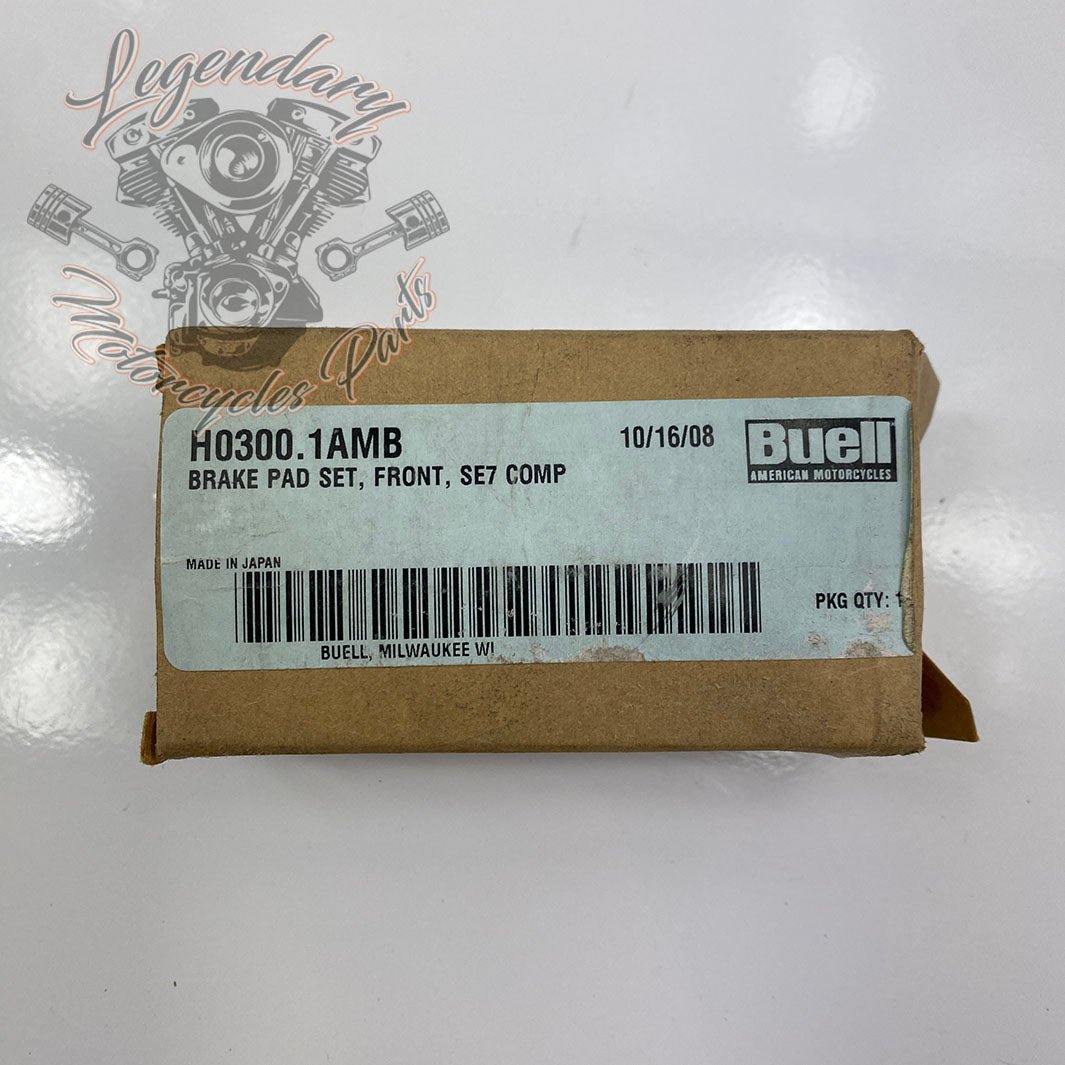 Legendary
Motorcycles Parts
H0300.1AMB
10/16/08
Buell
AMERICAN MOTORCYCLES
BRAKE PAD SET, FRONT, SE7 COMP
MADE IN JAPAN
PKG QTY: 1
BUELL, MILWAUKEE WI